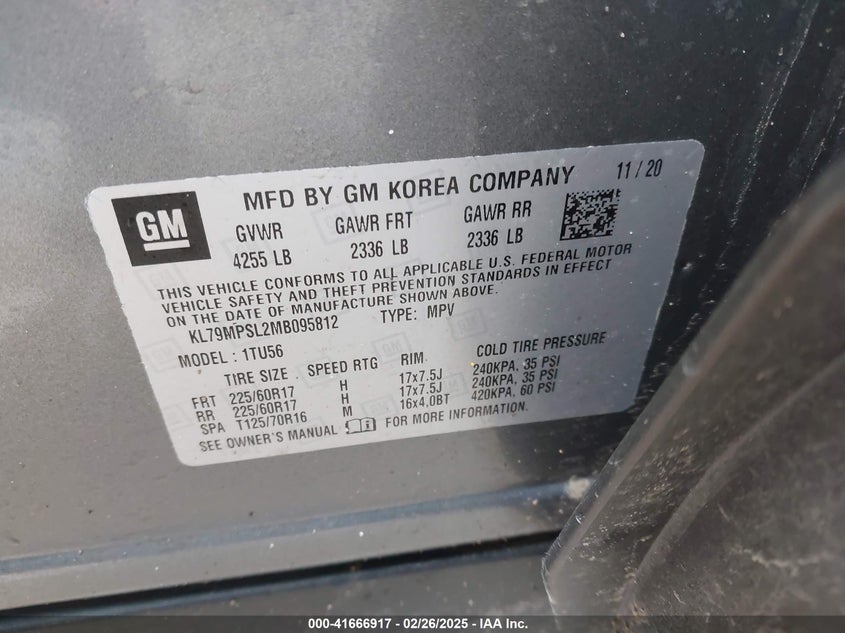 GM
MFD BY GM KOREA COMPANY 11 / 20
GVWR GAWR FRT GAWR RR
4255 LB 2336 LB 2336 LB
THIS VEHICLE CONFORMS TO ALL APPLICABLE U.S. FEDERAL MOTOR
VEHICLE SAFETY AND THEFT PREVENTION STANDARDS IN EFFECT
ON THE DATE OF MANUFACTURE SHOWN ABOVE.
KL79MPSL2MB095812 TYPE: MPV
MODEL : 1TU56
TIRE SIZE SPEED RTG RIM COLD TIRE PRESSURE
FRT 225/60R17 H 17x7.5J 240KPA, 35 PSI
RR 225/60R17 H 17x7.5J 240KPA, 35 PSI
SPA T125/70R16 M 16x4.0BT 420KPA, 60 PSI
SEE OWNER'S MANUAL FOR MORE INFORMATION.
000-41666917 / 02/26/2025 - IAA Inc.